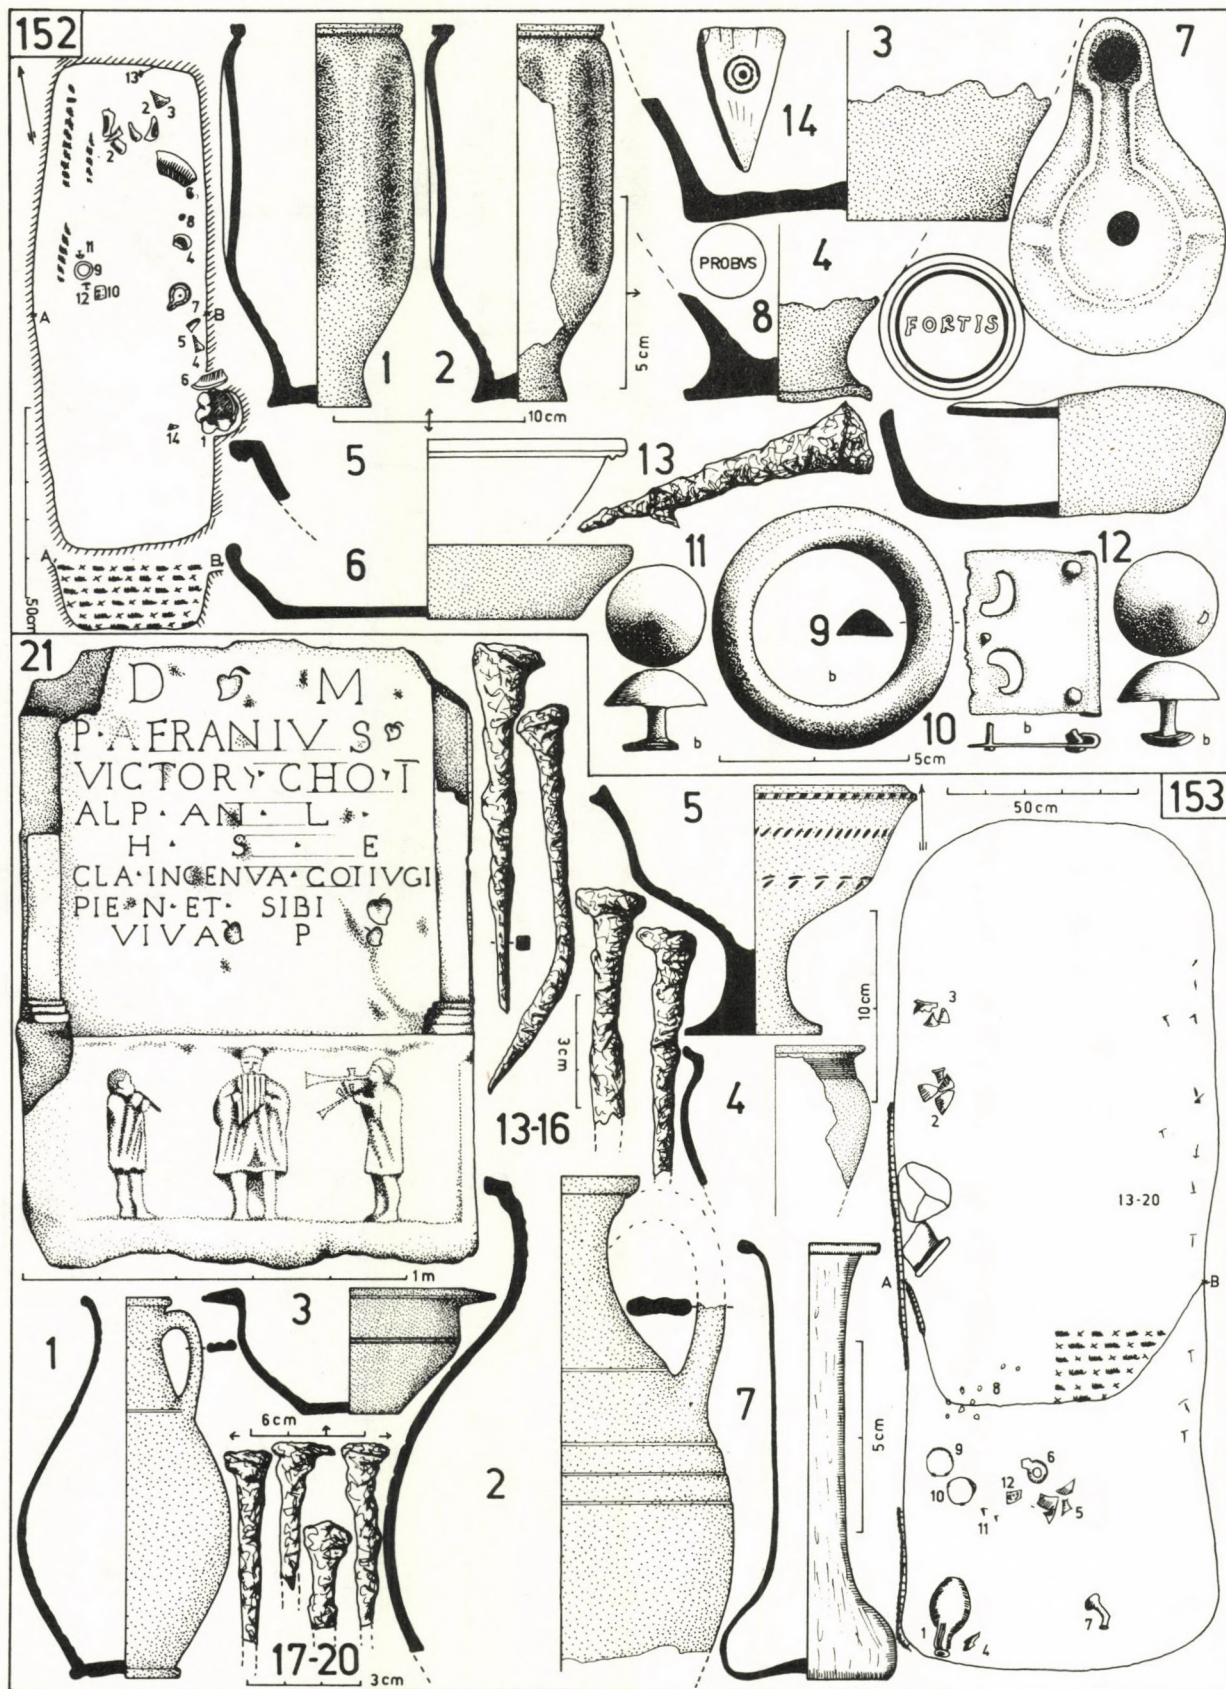 152
13
2
3
2
6
8
4
11
9
12
10
7
A
B
5
4
6
14
1
A
B
50cm
1
2
5cm
10cm
14
3
7
PROBVS
8
4
FORTIS
5
6
13
11
9
b
10
12
b
b
b
5cm
21
D M
P·AFRANIVS
VICTOR · CHO · T
ALP·AN·L·
H · S · E
CLA·INGENVA·COIIVGI
PIE N·ET· SIBI
VIVA P
1m
13-16
3cm
5
10cm
4
153
50cm
3
2
13-20
A
B
8
9
10
6
12
11
5
1
4
7
1
3
6cm
2
7
5cm
17-20
3cm